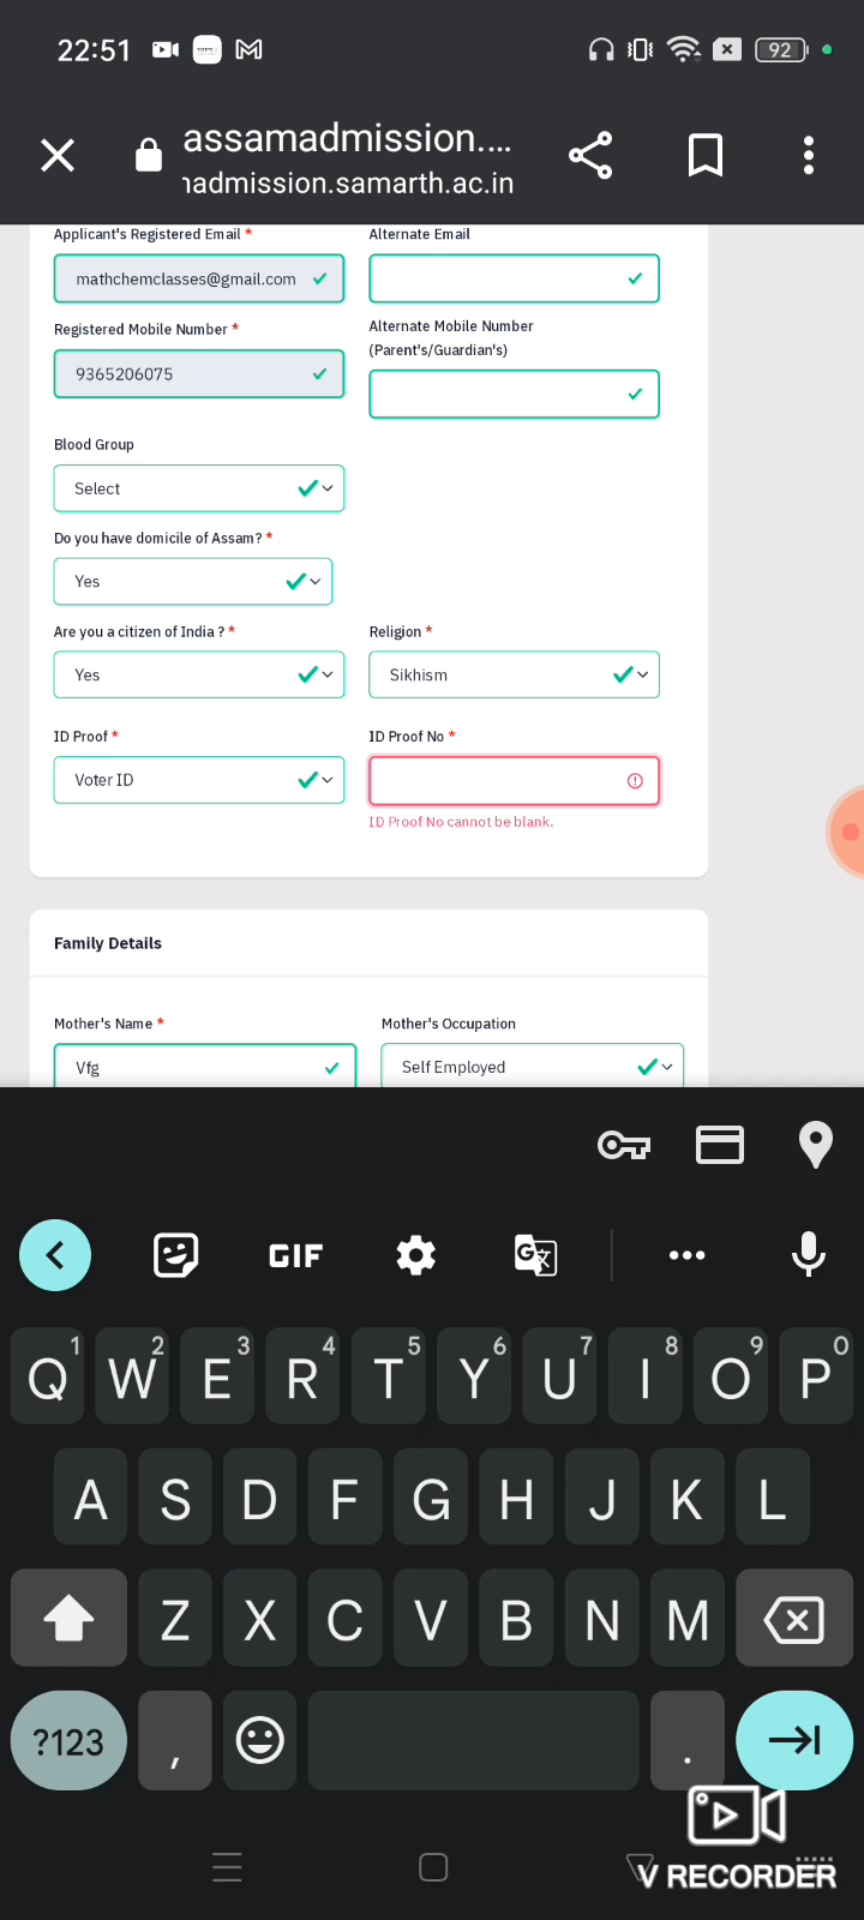 22:51
92
assamadmission....
nadmission.samarth.ac.in
Applicant's Registered Email *
Alternate Email
mathchemclasses@gmail.com
Registered Mobile Number *
Alternate Mobile Number
(Parent's/Guardian's)
9365206075
Blood Group
Select
Do you have domicile of Assam? *
Yes
Are you a citizen of India ? *
Religion *
Yes
Sikhism
ID Proof *
ID Proof No *
Voter ID
ID Proof No cannot be blank.
Family Details
Mother's Name *
Mother's Occupation
Vfg
Self Employed
GIF
G
1 2 3 4 5 6 7 8 9 0
Q W E R T Y U I O P
A S D F G H J K L
Z X C V B N M
?123 , .
V RECORDER